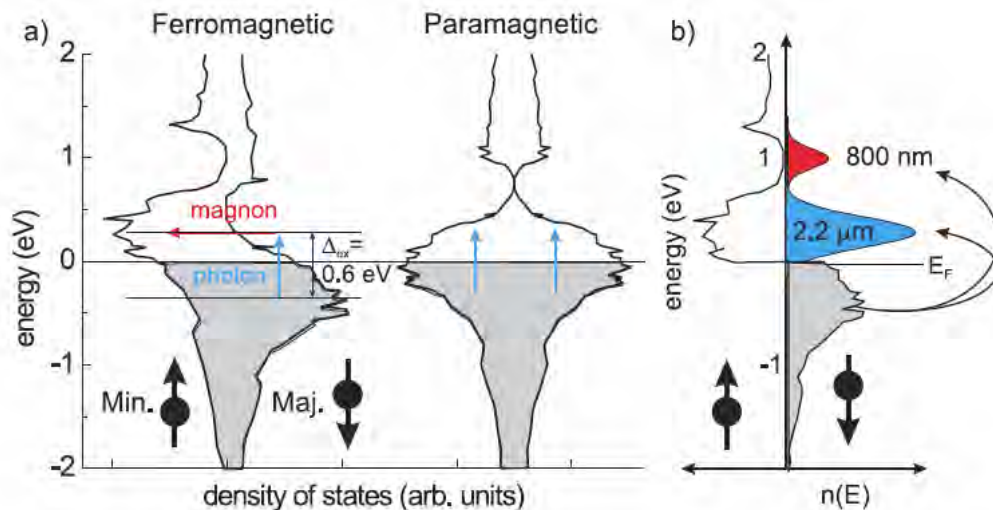 a)
Ferromagnetic
Paramagnetic
b)
2
1
0
-1
-2
energy (eV)
magnon
photon
Δex=
0.6 eV
Min.
Maj.
density of states (arb. units)
2
1
-1
energy (eV)
800 nm
2.2 μm
EF
n(E)